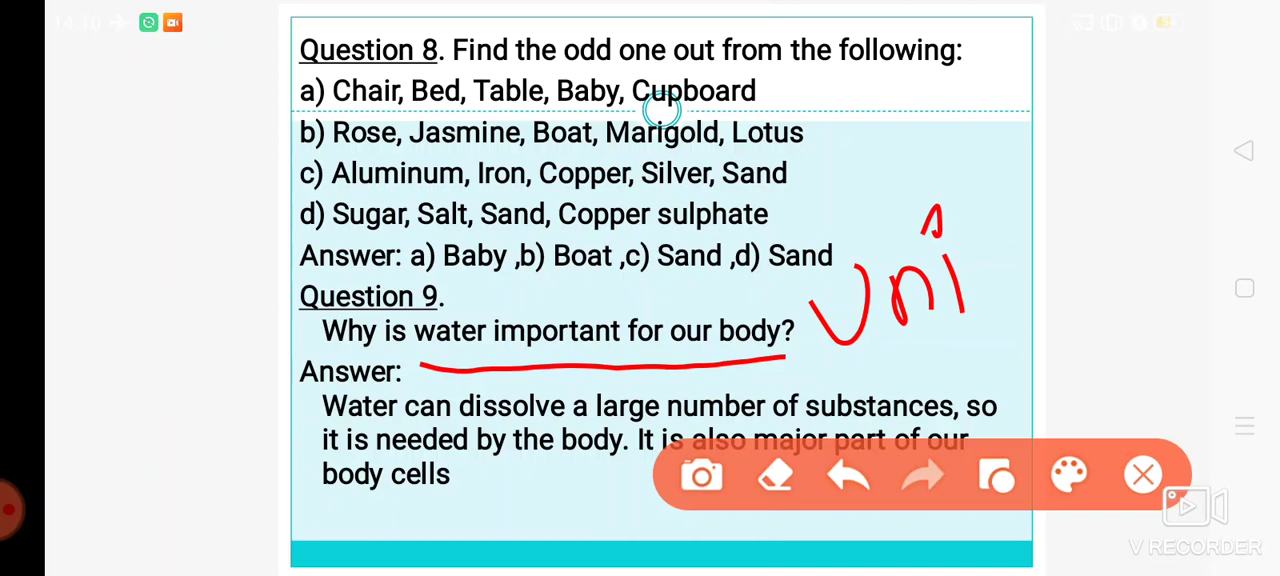 Question 8. Find the odd one out from the following:
a) Chair, Bed, Table, Baby, Cupboard
b) Rose, Jasmine, Boat, Marigold, Lotus
c) Aluminum, Iron, Copper, Silver, Sand
d) Sugar, Salt, Sand, Copper sulphate
Answer: a) Baby ,b) Boat ,c) Sand ,d) Sand
Question 9.
Why is water important for our body?
Uni
Answer:
Water can dissolve a large number of substances, so
it is needed by the body. It is also major part of our
body cells
V RECORDER